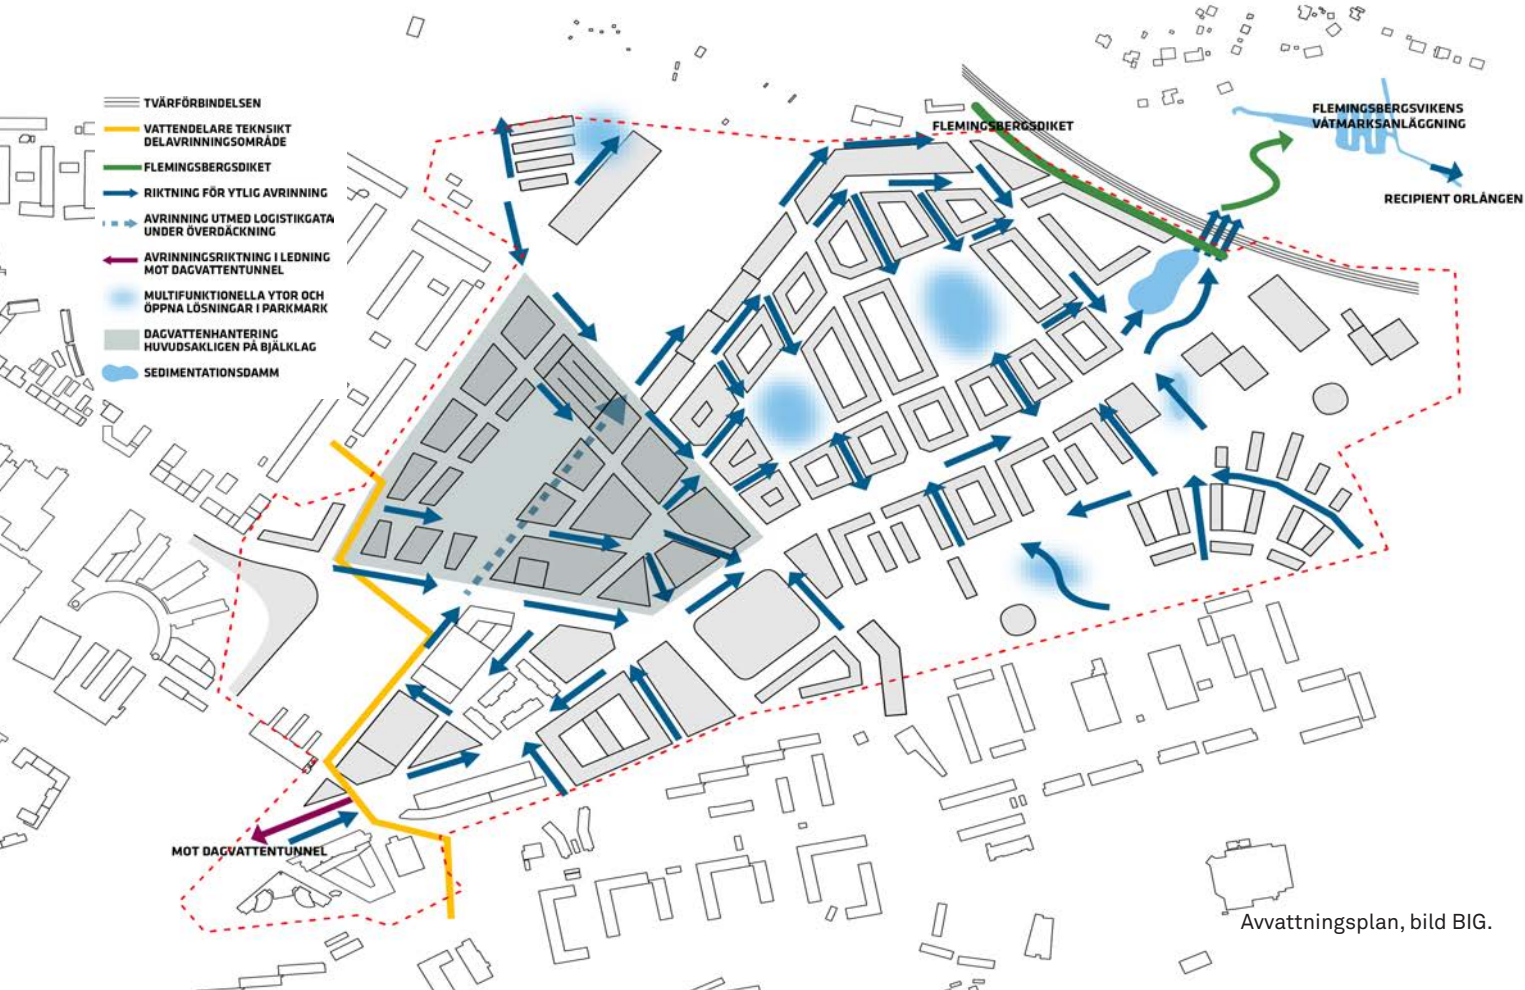 TVÄRFÖRBINDELSEN
VATTENDELARE TEKNSIKT
DELAVRINNINGSOMRÅDE
FLEMINGSBERGSDIKET
RIKTNING FÖR YTLIG AVRINNING
AVRINNING UTMED LOGISTIKGATA
UNDER ÖVERDÄCKNING
AVRINNINGSRIKTNING I LEDNING
MOT DAGVATTENTUNNEL
MULTIFUNKTIONELLA YTOR OCH
ÖPPNA LÖSNINGAR I PARKMARK
DAGVATTENHANTERING
HUVUDSAKLIGEN PÅ BJÄLKLAG
SEDIMENTATIONSDAMM
FLEMINGSBERGSDIKET
FLEMINGSBERGSVIKENS
VÅTMARKSANLÄGGNING
RECIPIENT ORLÅNGEN
MOT DAGVATTENTUNNEL
Avvattningsplan, bild BIG.